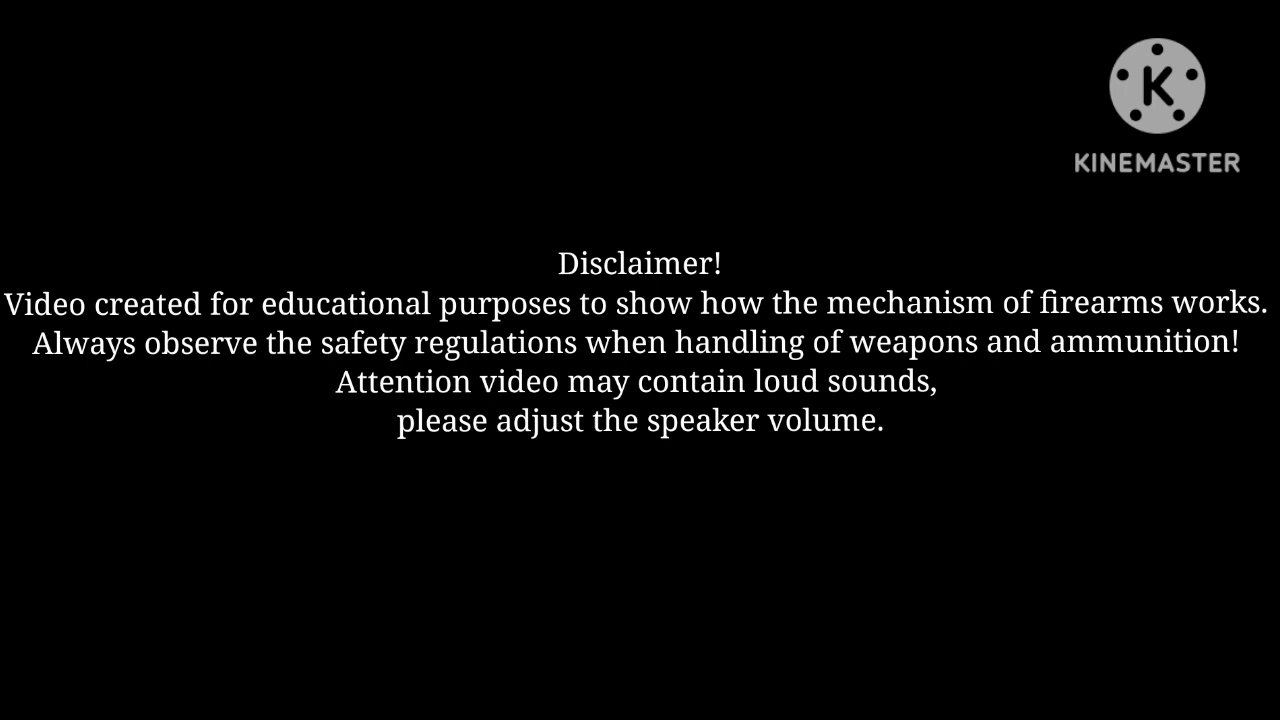 K
KINEMASTER
Disclaimer!
Video created for educational purposes to show how the mechanism of firearms works.
Always observe the safety regulations when handling of weapons and ammunition!
Attention video may contain loud sounds,
please adjust the speaker volume.